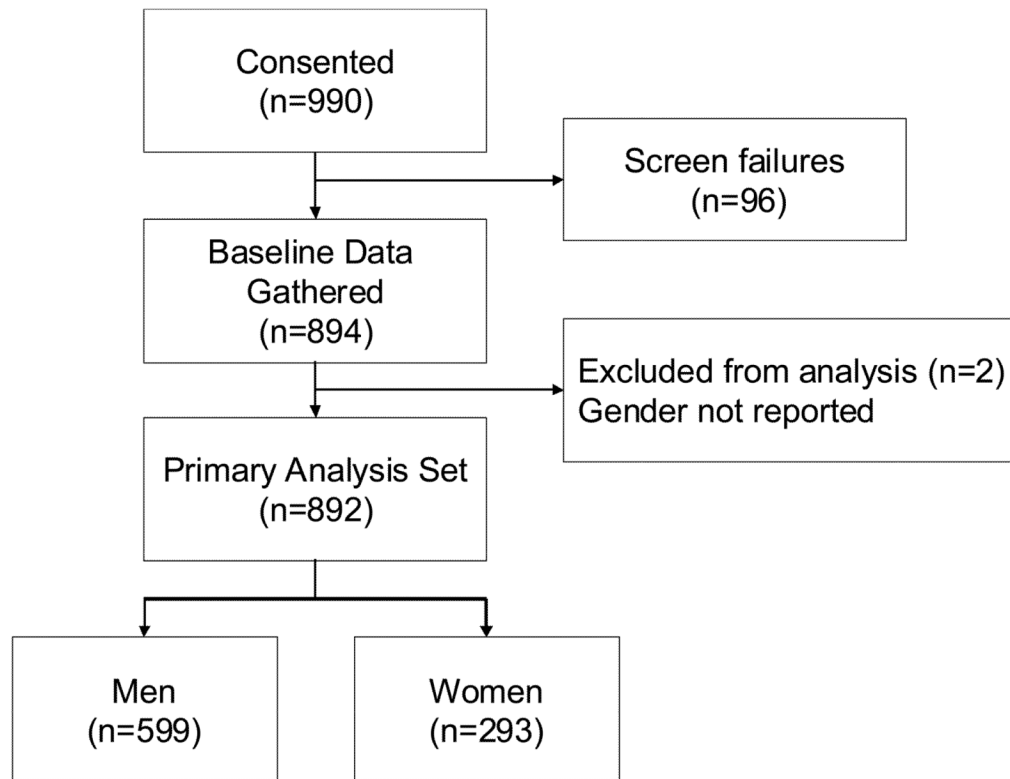 Consented
(n=990)
Screen failures
(n=96)
Baseline Data
Gathered
(n=894)
Excluded from analysis (n=2)
Gender not reported
Primary Analysis Set
(n=892)
Men
(n=599)
Women
(n=293)